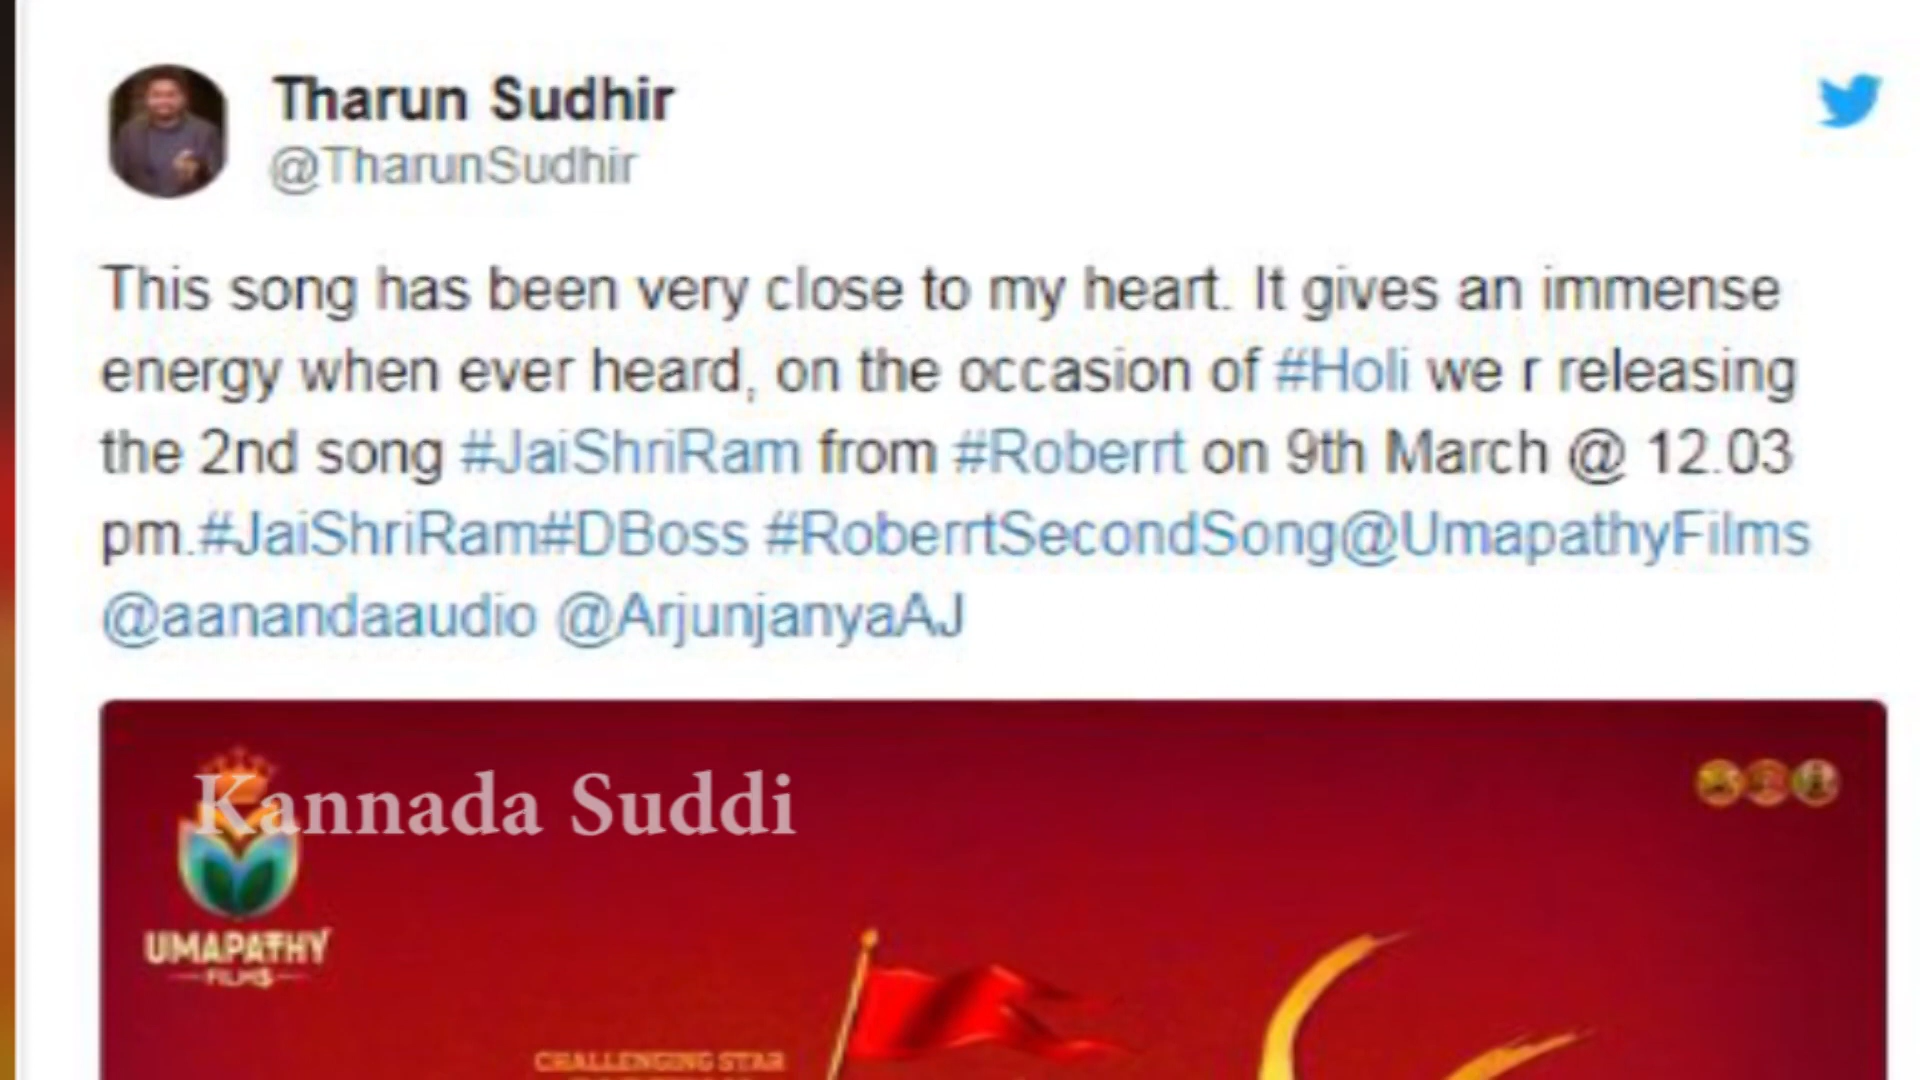 Tharun Sudhir
@TharunSudhir
This song has been very close to my heart. It gives an immense
energy when ever heard, on the occasion of #Holi we r releasing
the 2nd song #JaiShriRam from #Roberrt on 9th March @ 12.03
pm.#JaiShriRam#DBoss #RoberrtSecondSong@UmapathyFilms
@aanandaaudio @ArjunjanyaAJ
Kannada Suddi
UMAPATHY
FILMS
CHALLENGING STAR